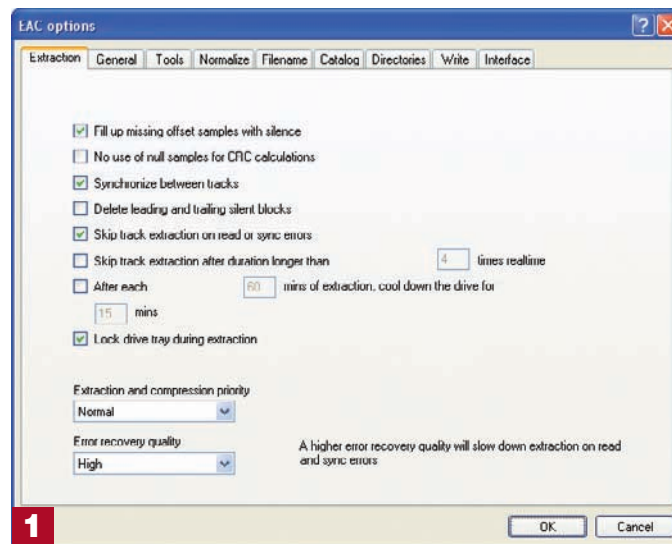 EAC options
Extraction General Tools Normalize Filename Catalog Directories Write Interface
Fill up missing offset samples with silence
No use of null samples for CRC calculations
Synchronize between tracks
Delete leading and trailing silent blocks
Skip track extraction on read or sync errors
Skip track extraction after duration longer than 4 times realtime
After each 60 mins of extraction, cool down the drive for
15 mins
Lock drive tray during extraction
Extraction and compression priority
Normal
Error recovery quality
High
A higher error recovery quality will slow down extraction on read
and sync errors
OK Cancel
1